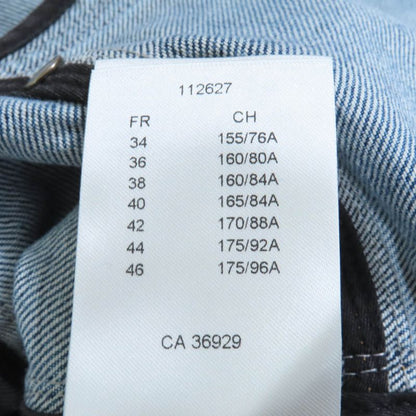 112627
FR CH
34 155/76A
36 160/80A
38 160/84A
40 165/84A
42 170/88A
44 175/92A
46 175/96A
CA 36929